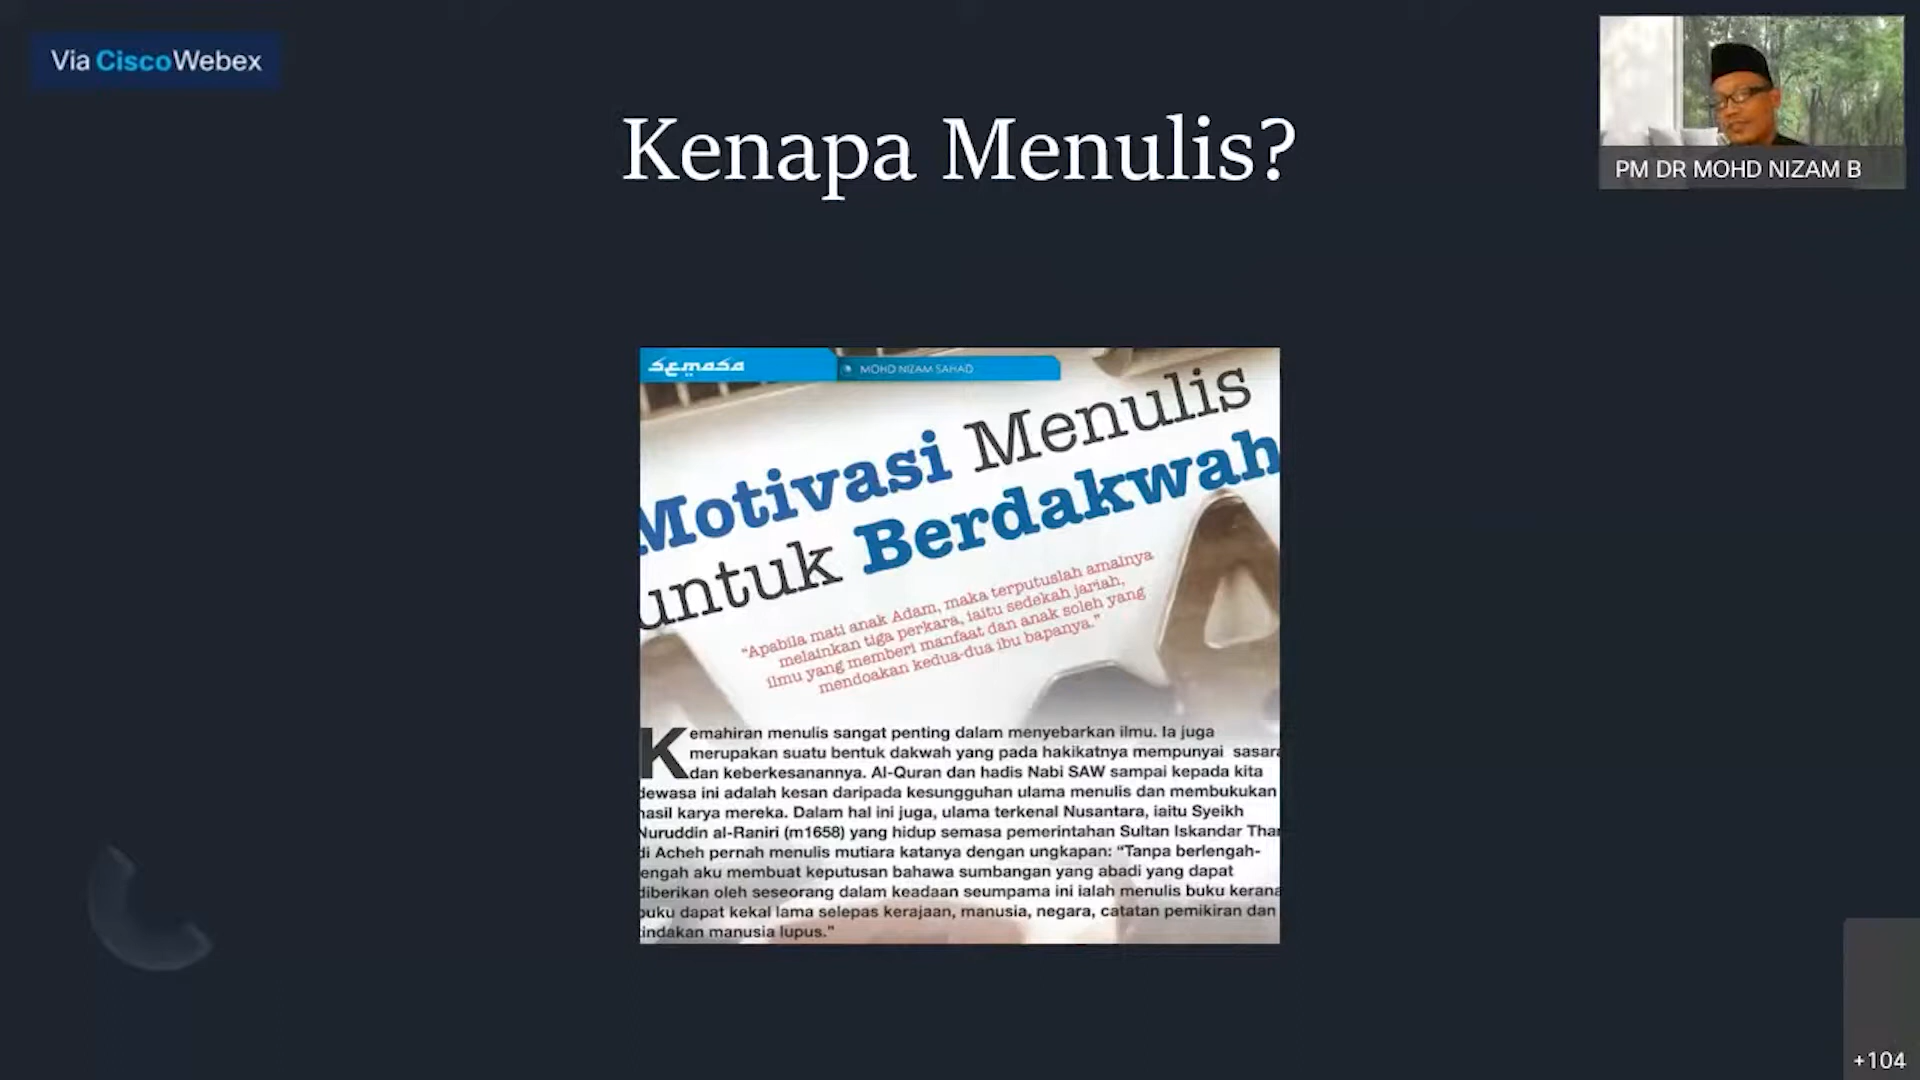 Via CiscoWebex
Kenapa Menulis?
PM DR MOHD NIZAM B
semasa
MOHD NIZAM SAHAD
Motivasi Menulis
untuk Berdakwah
"Apabila mati anak Adam, maka terputuslah amalnya
melainkan tiga perkara, iaitu sedekah jariah,
ilmu yang memberi manfaat dan anak soleh yang
mendoakan kedua-dua ibu bapanya."
Kemahiran menulis sangat penting dalam menyebarkan ilmu. Ia juga
merupakan suatu bentuk dakwah yang pada hakikatnya mempunyai sasara
dan keberkesanannya. Al-Quran dan hadis Nabi SAW sampai kepada kita
dewasa ini adalah kesan daripada kesungguhan ulama menulis dan membukukan
hasil karya mereka. Dalam hal ini juga, ulama terkenal Nusantara, iaitu Syeikh
Nuruddin al-Raniri (m1658) yang hidup semasa pemerintahan Sultan Iskandar Than
di Acheh pernah menulis mutiara katanya dengan ungkapan: "Tanpa berlengah-
engah aku membuat keputusan bahawa sumbangan yang abadi yang dapat
diberikan oleh seseorang dalam keadaan seumpama ini ialah menulis buku kerana
buku dapat kekal lama selepas kerajaan, manusia, negara, catatan pemikiran dan
tindakan manusia lupus."
+104